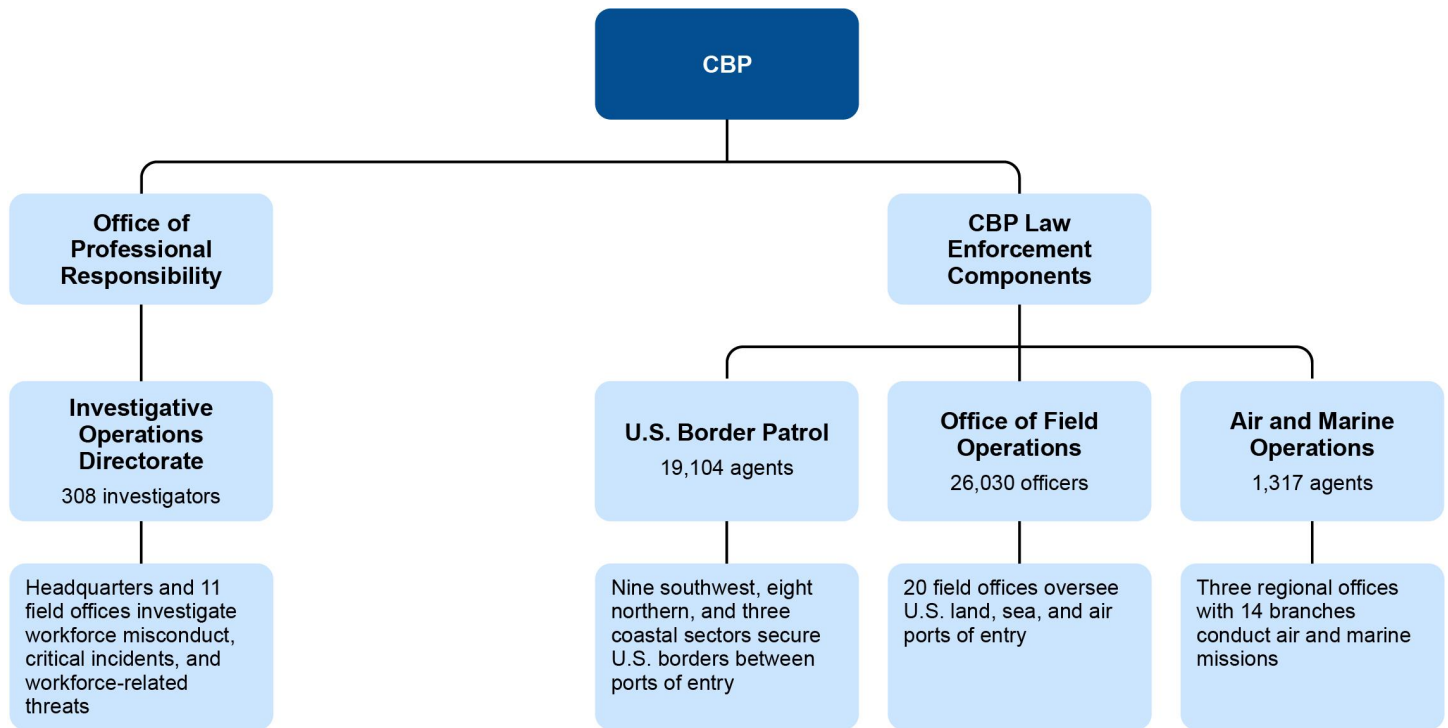 CBP
Office of
Professional
Responsibility
CBP Law
Enforcement
Components
Investigative
Operations
Directorate
308 investigators
U.S. Border Patrol
19,104 agents
Office of Field
Operations
26,030 officers
Air and Marine
Operations
1,317 agents
Headquarters and 11
field offices investigate
workforce misconduct,
critical incidents, and
workforce-related
threats
Nine southwest, eight
northern, and three
coastal sectors secure
U.S. borders between
ports of entry
20 field offices oversee
U.S. land, sea, and air
ports of entry
Three regional offices
with 14 branches
conduct air and marine
missions